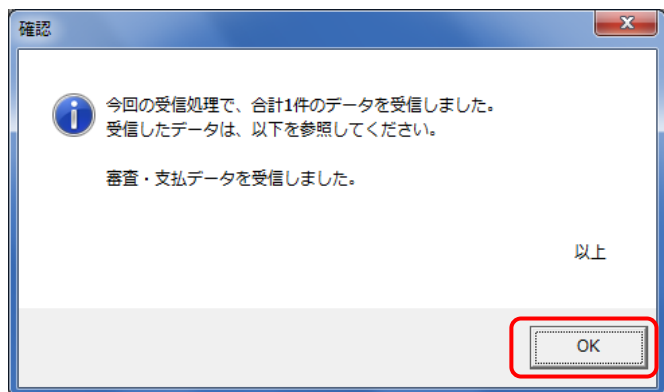 確認
今回の受信処理で、合計1件のデータを受信しました。
受信したデータは、以下を参照してください。
審査・支払データを受信しました。
以上
OK